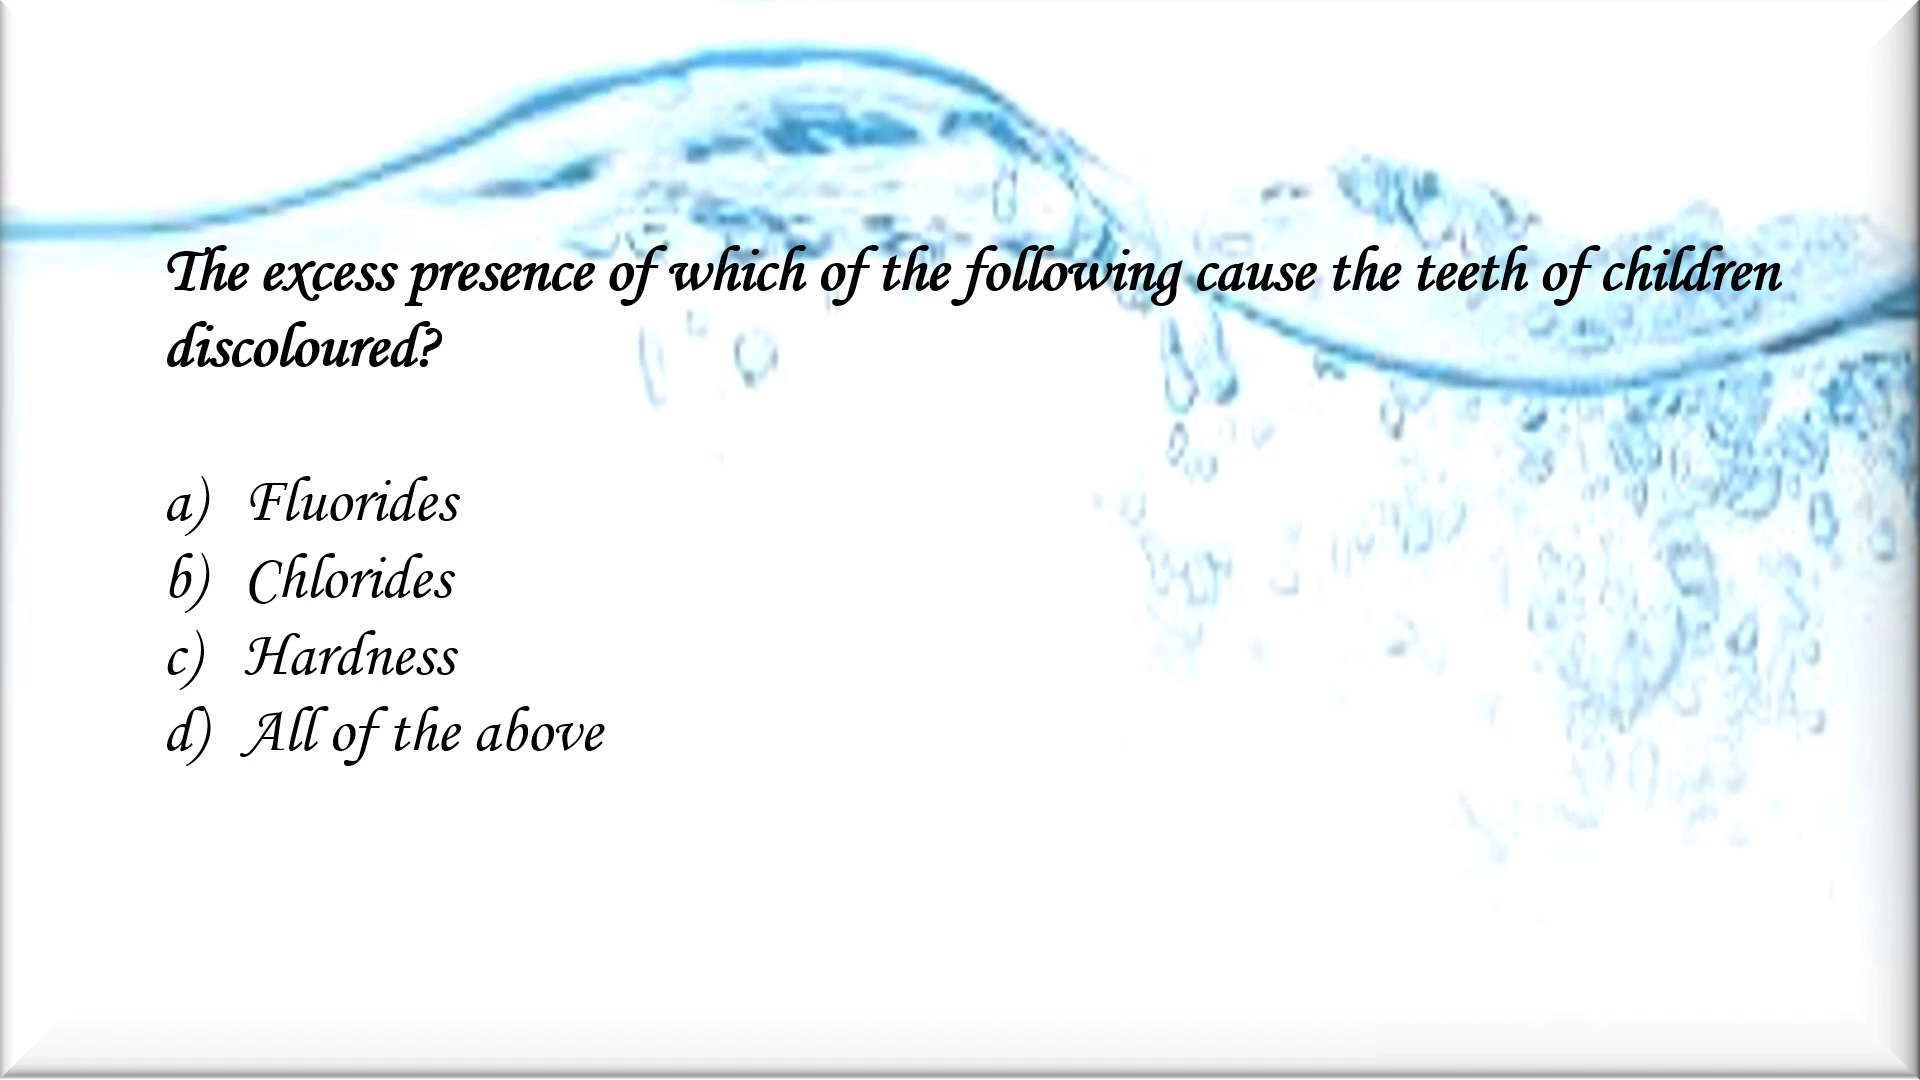 The excess presence of which of the following cause the teeth of children
discoloured?
a) Fluorides
b) Chlorides
c) Hardness
d) All of the above